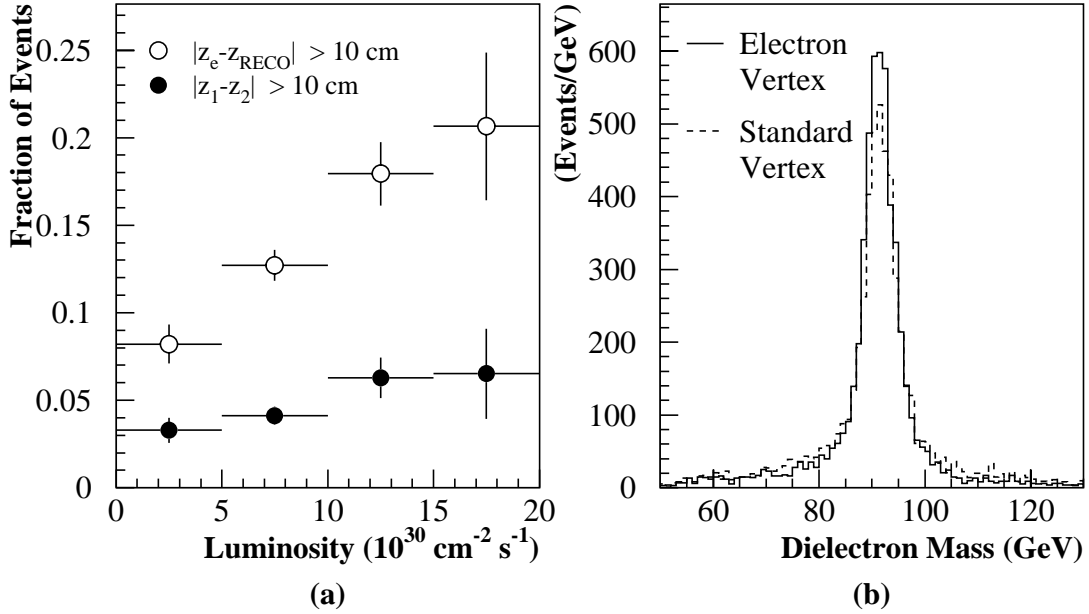 Fraction of Events
0.25
0.2
0.15
0.1
0.05
0
|z_e-z_RECO| > 10 cm
|z_1-z_2| > 10 cm
0 5 10 15 20
Luminosity (10^30 cm^-2 s^-1)
(a)
(Events/GeV)
600
500
400
300
200
100
0
Electron
Vertex
Standard
Vertex
60 80 100 120
Dielectron Mass (GeV)
(b)